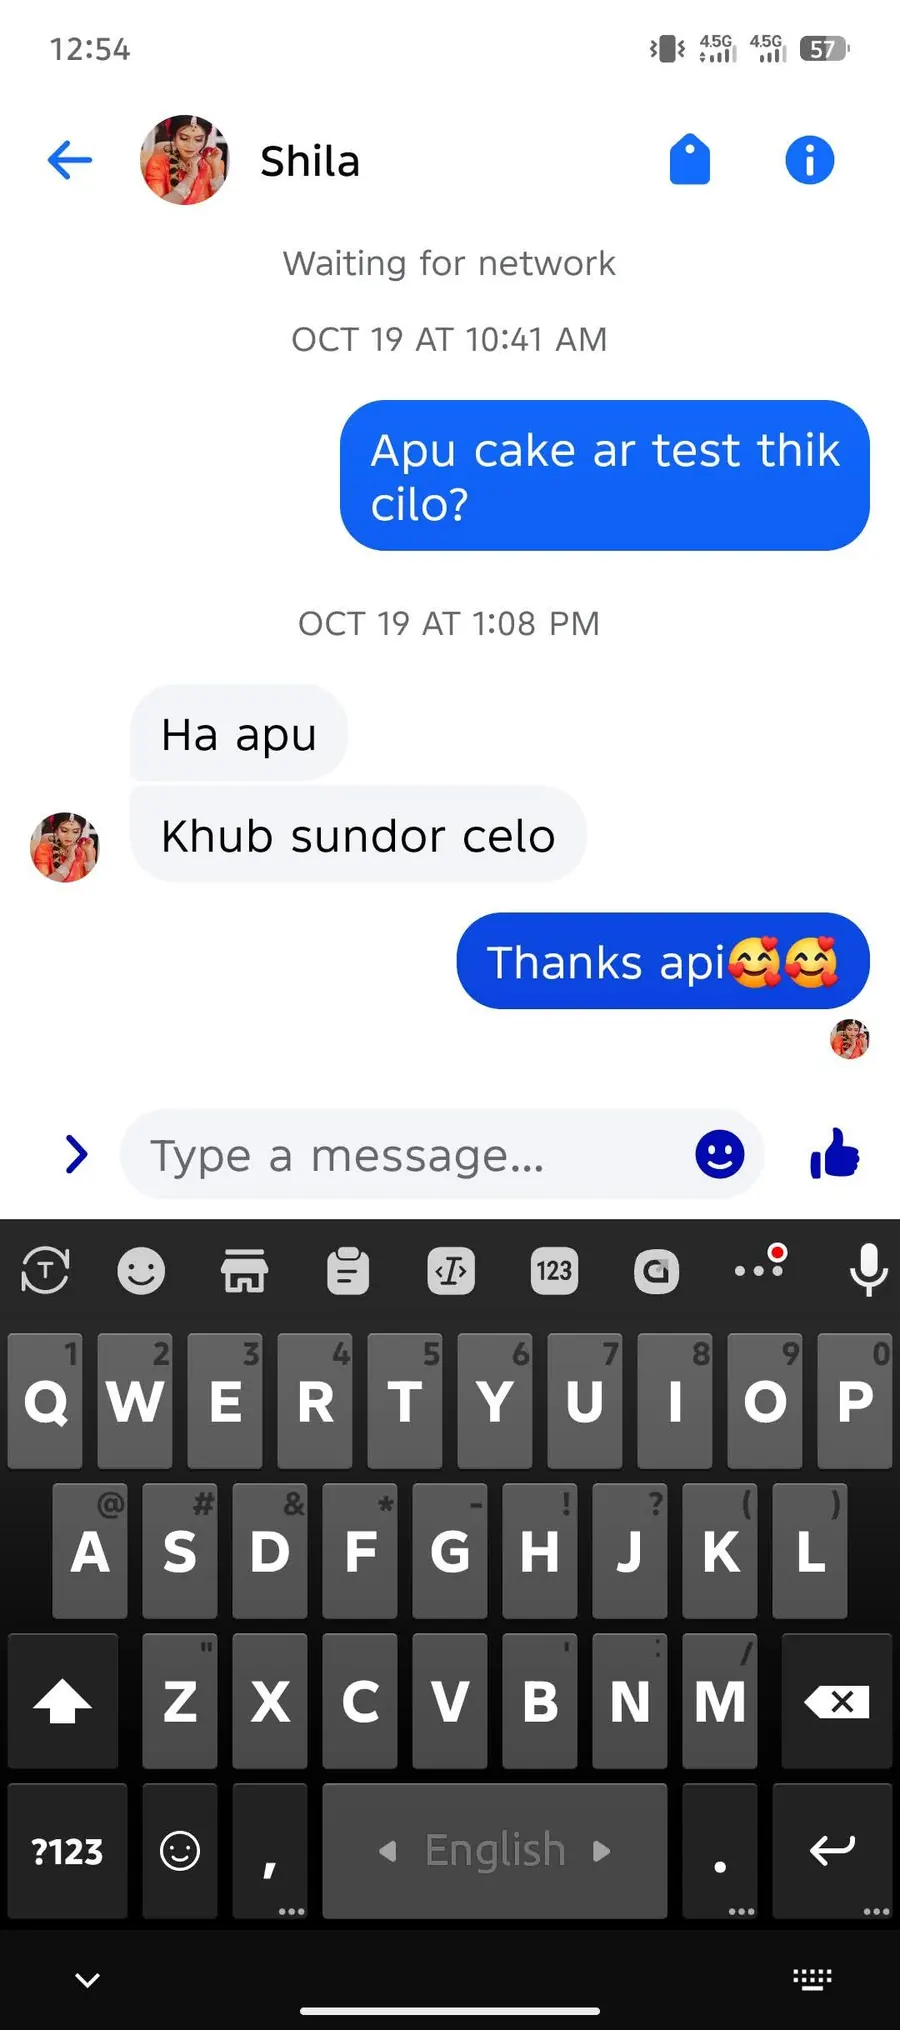 12:54
4.5G 4.5G 57
Shila
Waiting for network
OCT 19 AT 10:41 AM
Apu cake ar test thik
cilo?
OCT 19 AT 1:08 PM
Ha apu
Khub sundor celo
Thanks api🥰🥰
Type a message...
T 123
1 2 3 4 5 6 7 8 9 0
Q W E R T Y U I O P
@ # & * - ! ? ( )
A S D F G H J K L
" ' : /
Z X C V B N M
?123 , English .